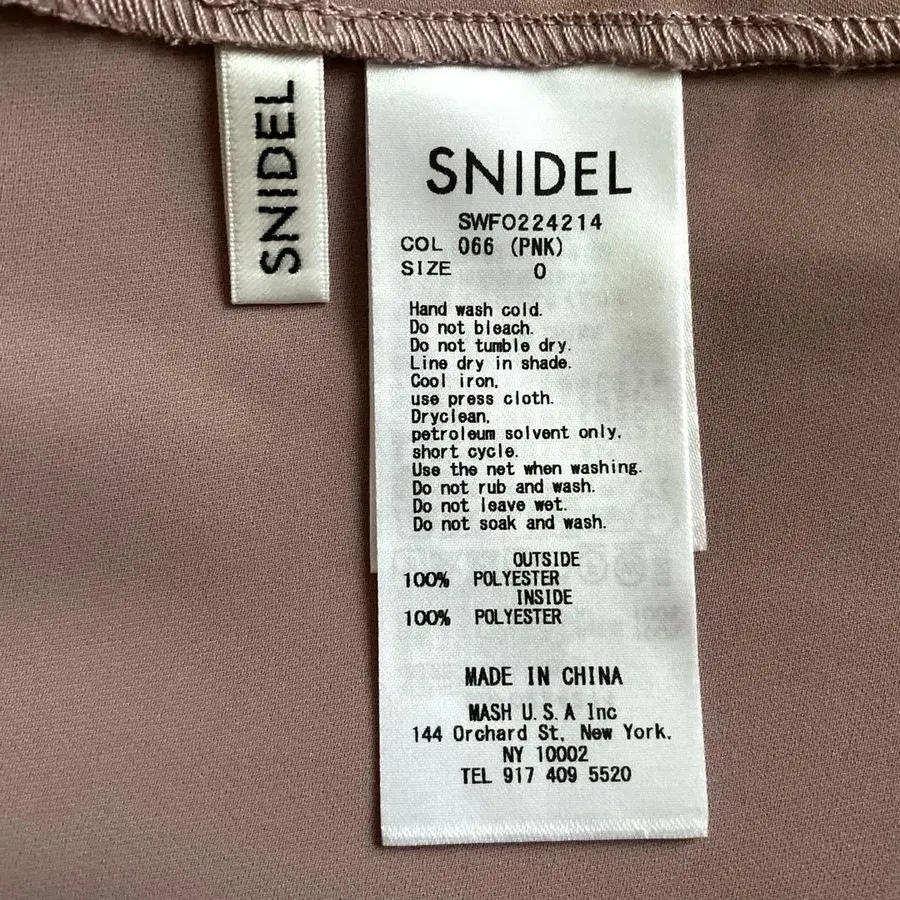 SNIDEL
SNIDEL
SWFO224214
COL 066 (PNK)
SIZE 0
Hand wash cold.
Do not bleach.
Do not tumble dry.
Line dry in shade.
Cool iron,
use press cloth.
Dryclean,
petroleum solvent only,
short cycle.
Use the net when washing.
Do not rub and wash.
Do not leave wet.
Do not soak and wash.
OUTSIDE
100% POLYESTER
INSIDE
100% POLYESTER
MADE IN CHINA
MASH U.S.A Inc
144 Orchard St, New York,
NY 10002
TEL 917 409 5520